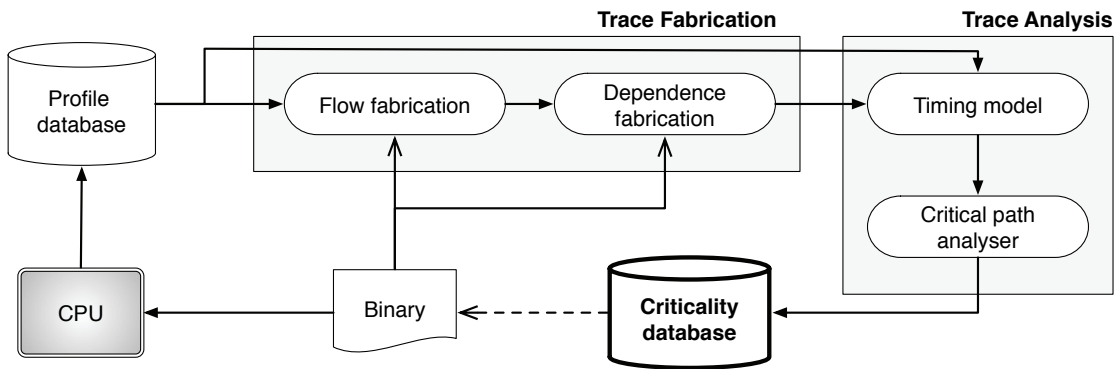 Trace Fabrication
Trace Analysis
Profile
database
Flow fabrication
Dependence
fabrication
Timing model
Critical path
analyser
CPU
Binary
Criticality
database